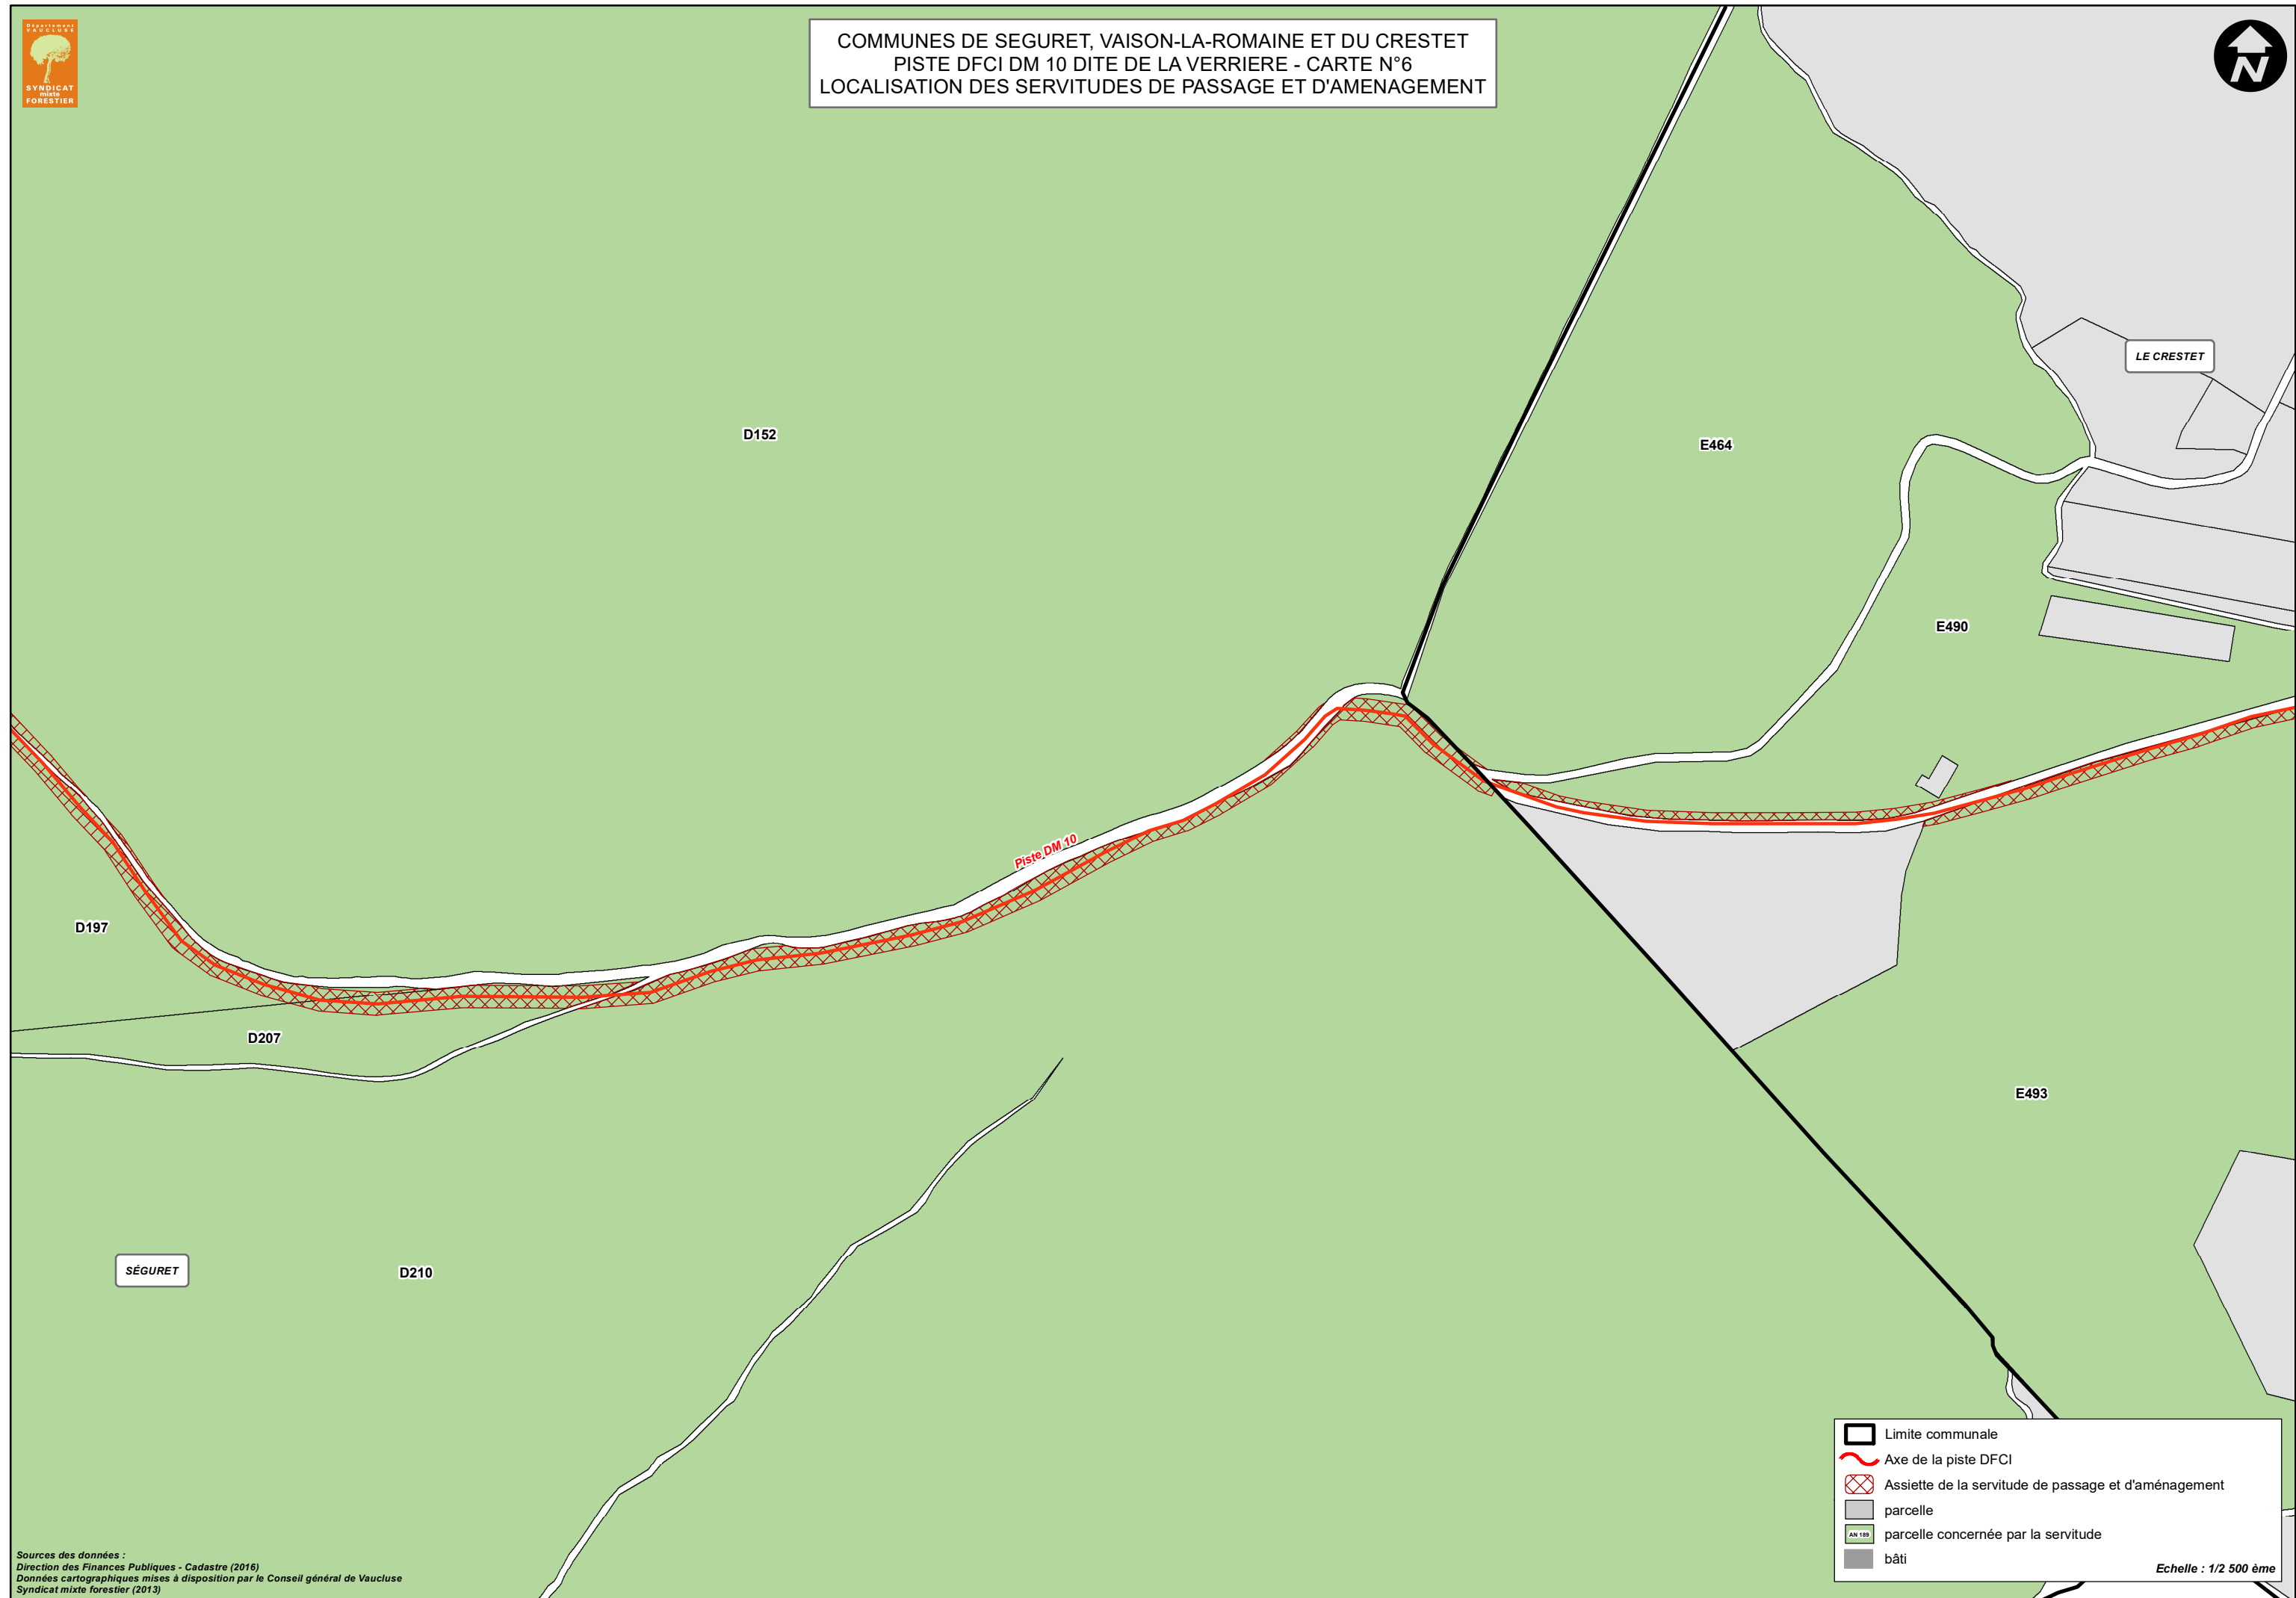 Département
VAUCLUSE
SYNDICAT
mixte
FORESTIER
COMMUNES DE SEGURET, VAISON-LA-ROMAINE ET DU CRESTET
PISTE DFCI DM 10 DITE DE LA VERRIERE - CARTE N°6
LOCALISATION DES SERVITUDES DE PASSAGE ET D'AMENAGEMENT
N
LE CRESTET
D152
E464
E490
Piste DM 10
D197
D207
E493
SÉGURET
D210
Limite communale
Axe de la piste DFCI
Assiette de la servitude de passage et d'aménagement
parcelle
AN 189
parcelle concernée par la servitude
bâti
Echelle : 1/2 500 ème
Sources des données :
Direction des Finances Publiques - Cadastre (2016)
Données cartographiques mises à disposition par le Conseil général de Vaucluse
Syndicat mixte forestier (2013)